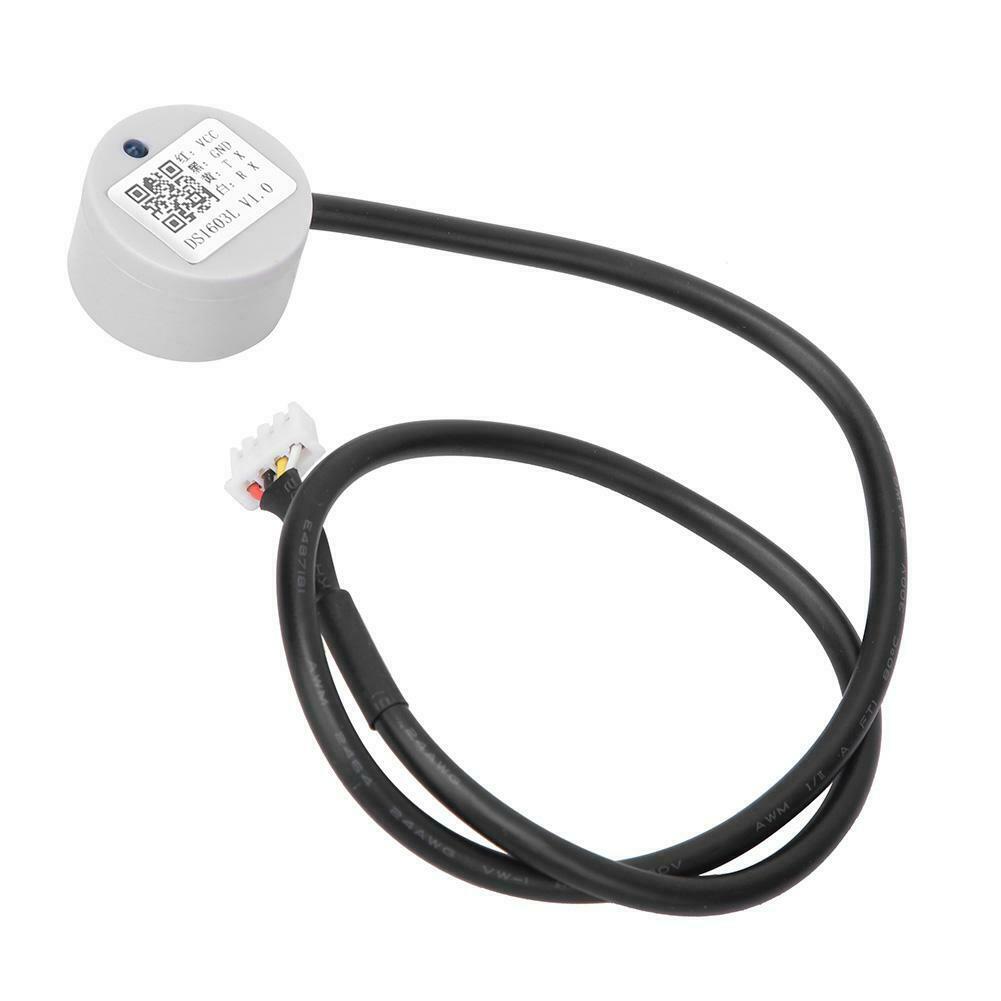 红: VCC
黑: GND
黄: T X
白: R X
DS1603L V1.0
E487181
AWM
2464
24AWG
VW-1
24AWG
AWM I/II A
FT1
80℃
300V